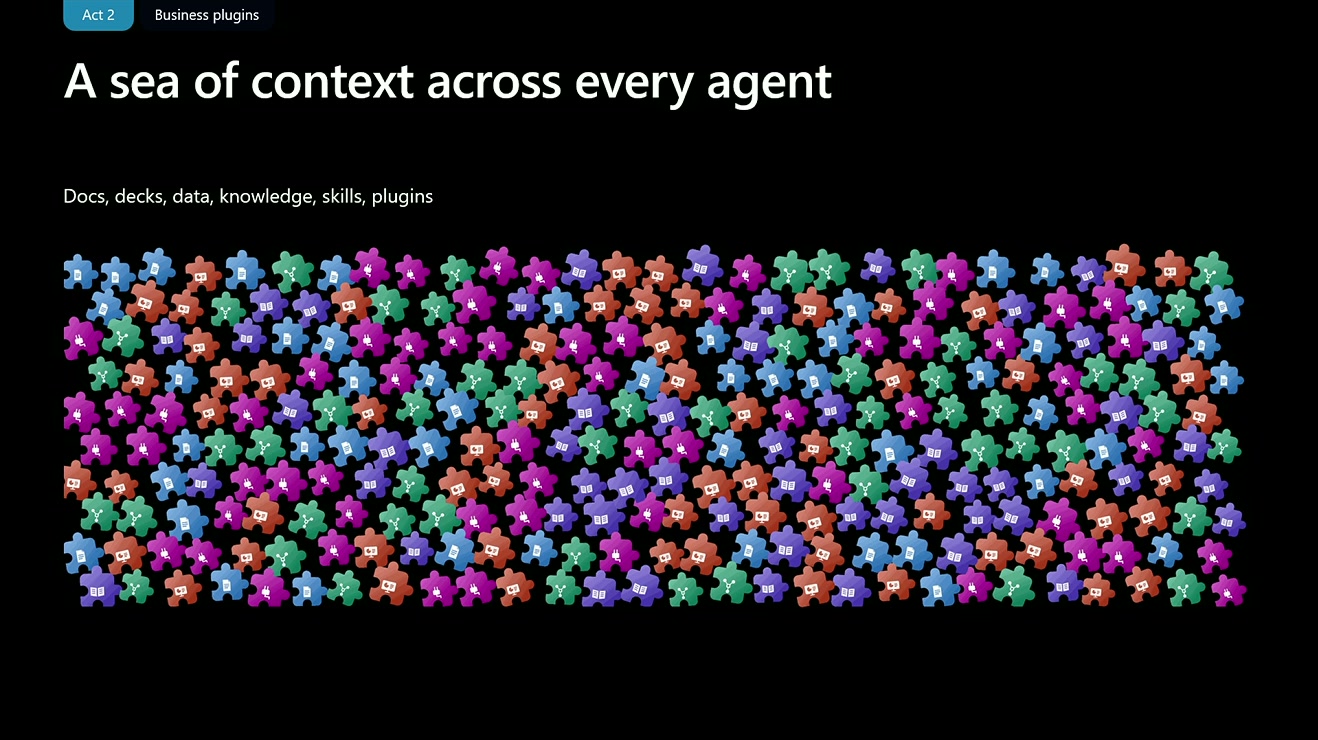 Act 2
Business plugins
A sea of context across every agent
Docs, decks, data, knowledge, skills, plugins